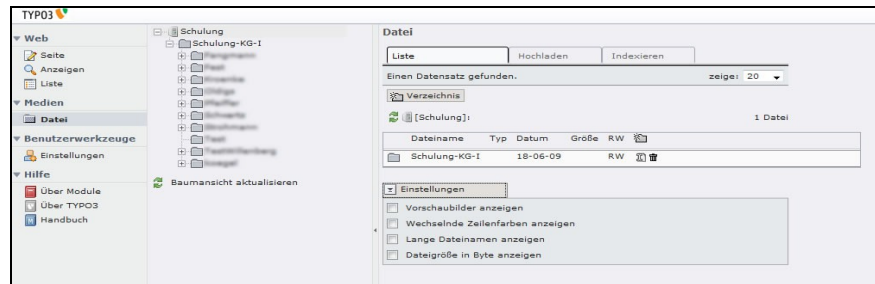 TYPO3
Web
Seite
Anzeigen
Liste
Medien
Datei
Benutzerwerkzeuge
Einstellungen
Hilfe
Über Module
Über TYPO3
Handbuch
Schulung
Schulung-KG-I
Baumansicht aktualisieren
Datei
Liste Hochladen Indexieren
Einen Datensatz gefunden. zeige: 20
Verzeichnis
[Schulung]: 1 Datei
Dateiname Typ Datum Größe RW
Schulung-KG-I 18-06-09 RW
Einstellungen
Vorschaubilder anzeigen
Wechselnde Zeilenfarben anzeigen
Lange Dateinamen anzeigen
Dateigröße in Byte anzeigen